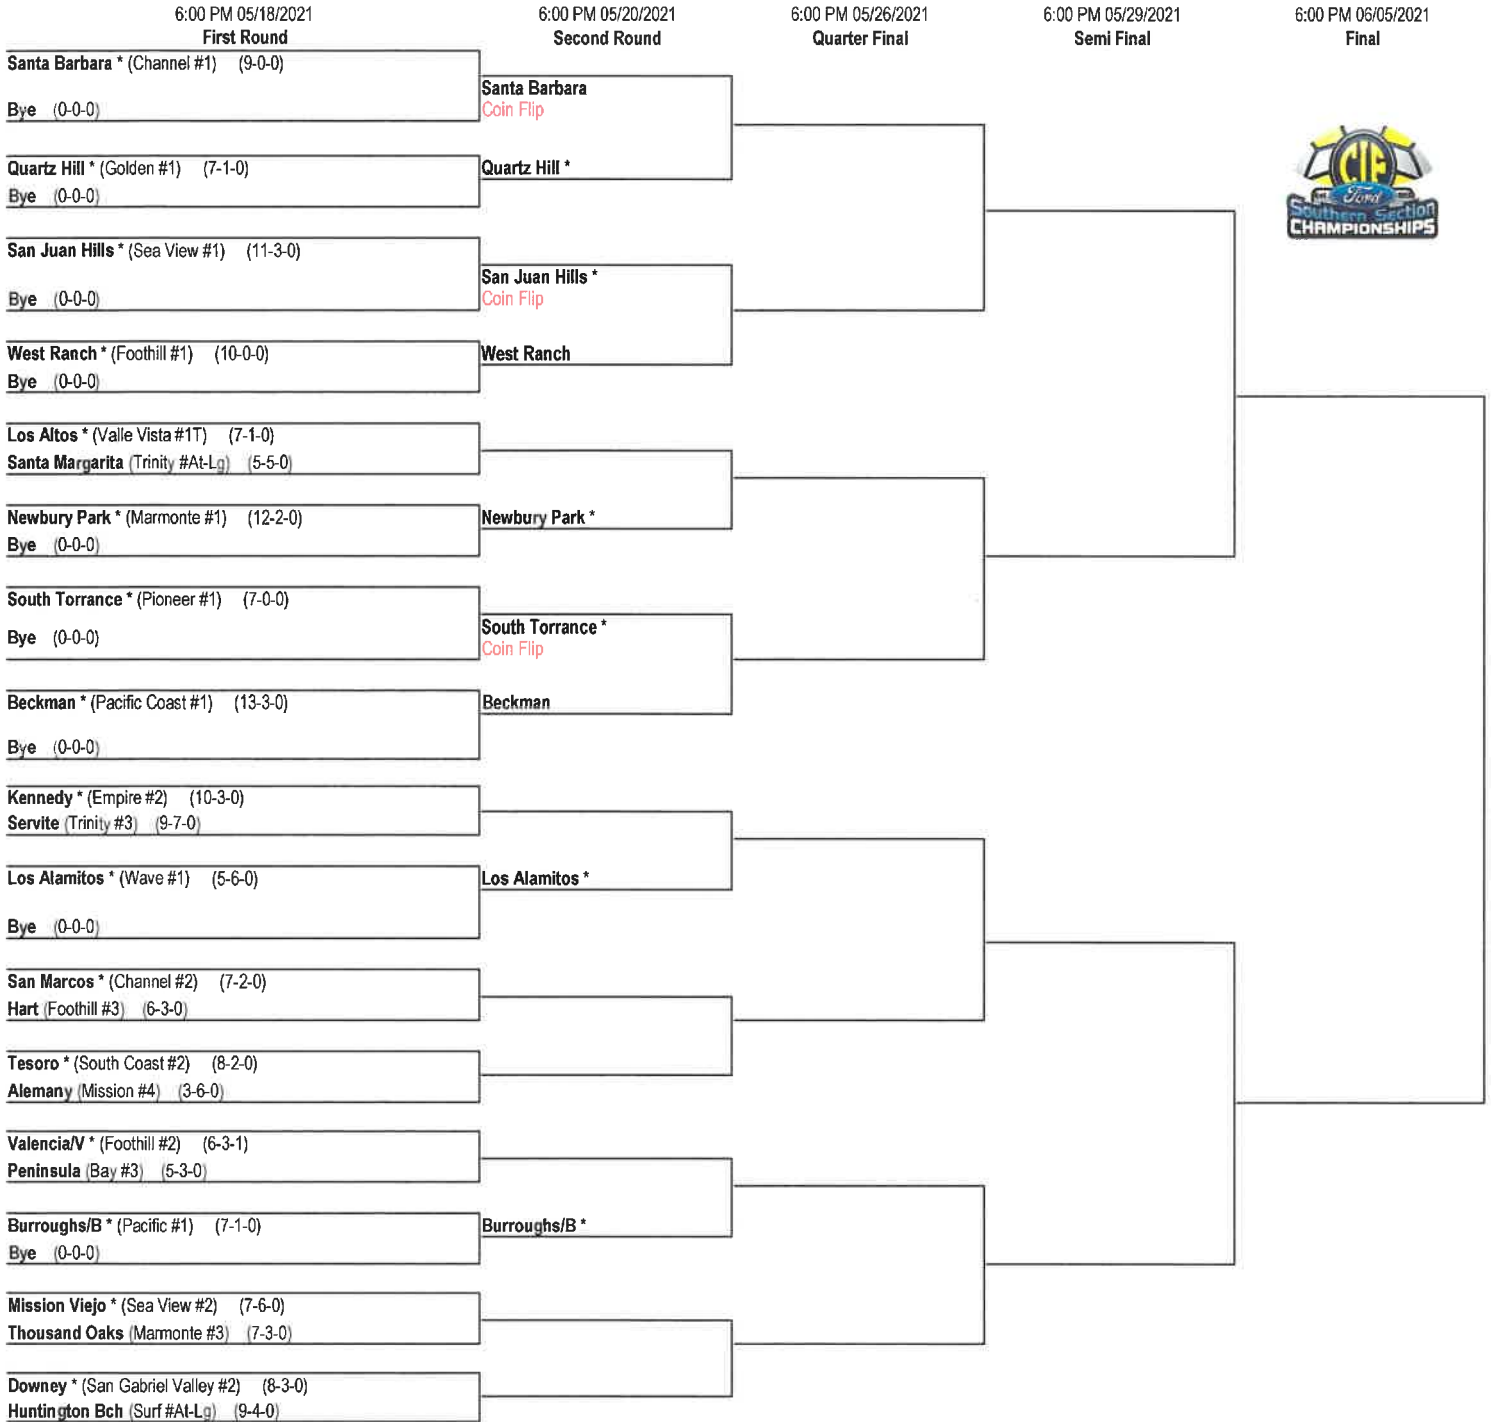 6:00 PM 05/18/2021 6:00 PM 05/20/2021 6:00 PM 05/26/2021 6:00 PM 05/29/2021 6:00 PM 06/05/2021
First Round Second Round Quarter Final Semi Final Final
Santa Barbara * (Channel #1) (9-0-0)
Bye (0-0-0)
Quartz Hill * (Golden #1) (7-1-0)
Bye (0-0-0)
San Juan Hills * (Sea View #1) (11-3-0)
Bye (0-0-0)
West Ranch * (Foothill #1) (10-0-0)
Bye (0-0-0)
Los Altos * (Valle Vista #1T) (7-1-0)
Santa Margarita (Trinity #At-Lg) (5-5-0)
Newbury Park * (Marmonte #1) (12-2-0)
Bye (0-0-0)
South Torrance * (Pioneer #1) (7-0-0)
Bye (0-0-0)
Beckman * (Pacific Coast #1) (13-3-0)
Bye (0-0-0)
Kennedy * (Empire #2) (10-3-0)
Servite (Trinity #3) (9-7-0)
Los Alamitos * (Wave #1) (5-6-0)
Bye (0-0-0)
San Marcos * (Channel #2) (7-2-0)
Hart (Foothill #3) (6-3-0)
Tesoro * (South Coast #2) (8-2-0)
Alemany (Mission #4) (3-6-0)
Valencia/V * (Foothill #2) (6-3-1)
Peninsula (Bay #3) (5-3-0)
Burroughs/B * (Pacific #1) (7-1-0)
Bye (0-0-0)
Mission Viejo * (Sea View #2) (7-6-0)
Thousand Oaks (Marmonte #3) (7-3-0)
Downey * (San Gabriel Valley #2) (8-3-0)
Huntington Bch (Surf #At-Lg) (9-4-0)
Santa Barbara
Coin Flip
Quartz Hill *
San Juan Hills *
Coin Flip
West Ranch
Newbury Park *
South Torrance *
Coin Flip
Beckman
Los Alamitos *
Burroughs/B *
CIF
Ford
Southern Section
CHAMPIONSHIPS